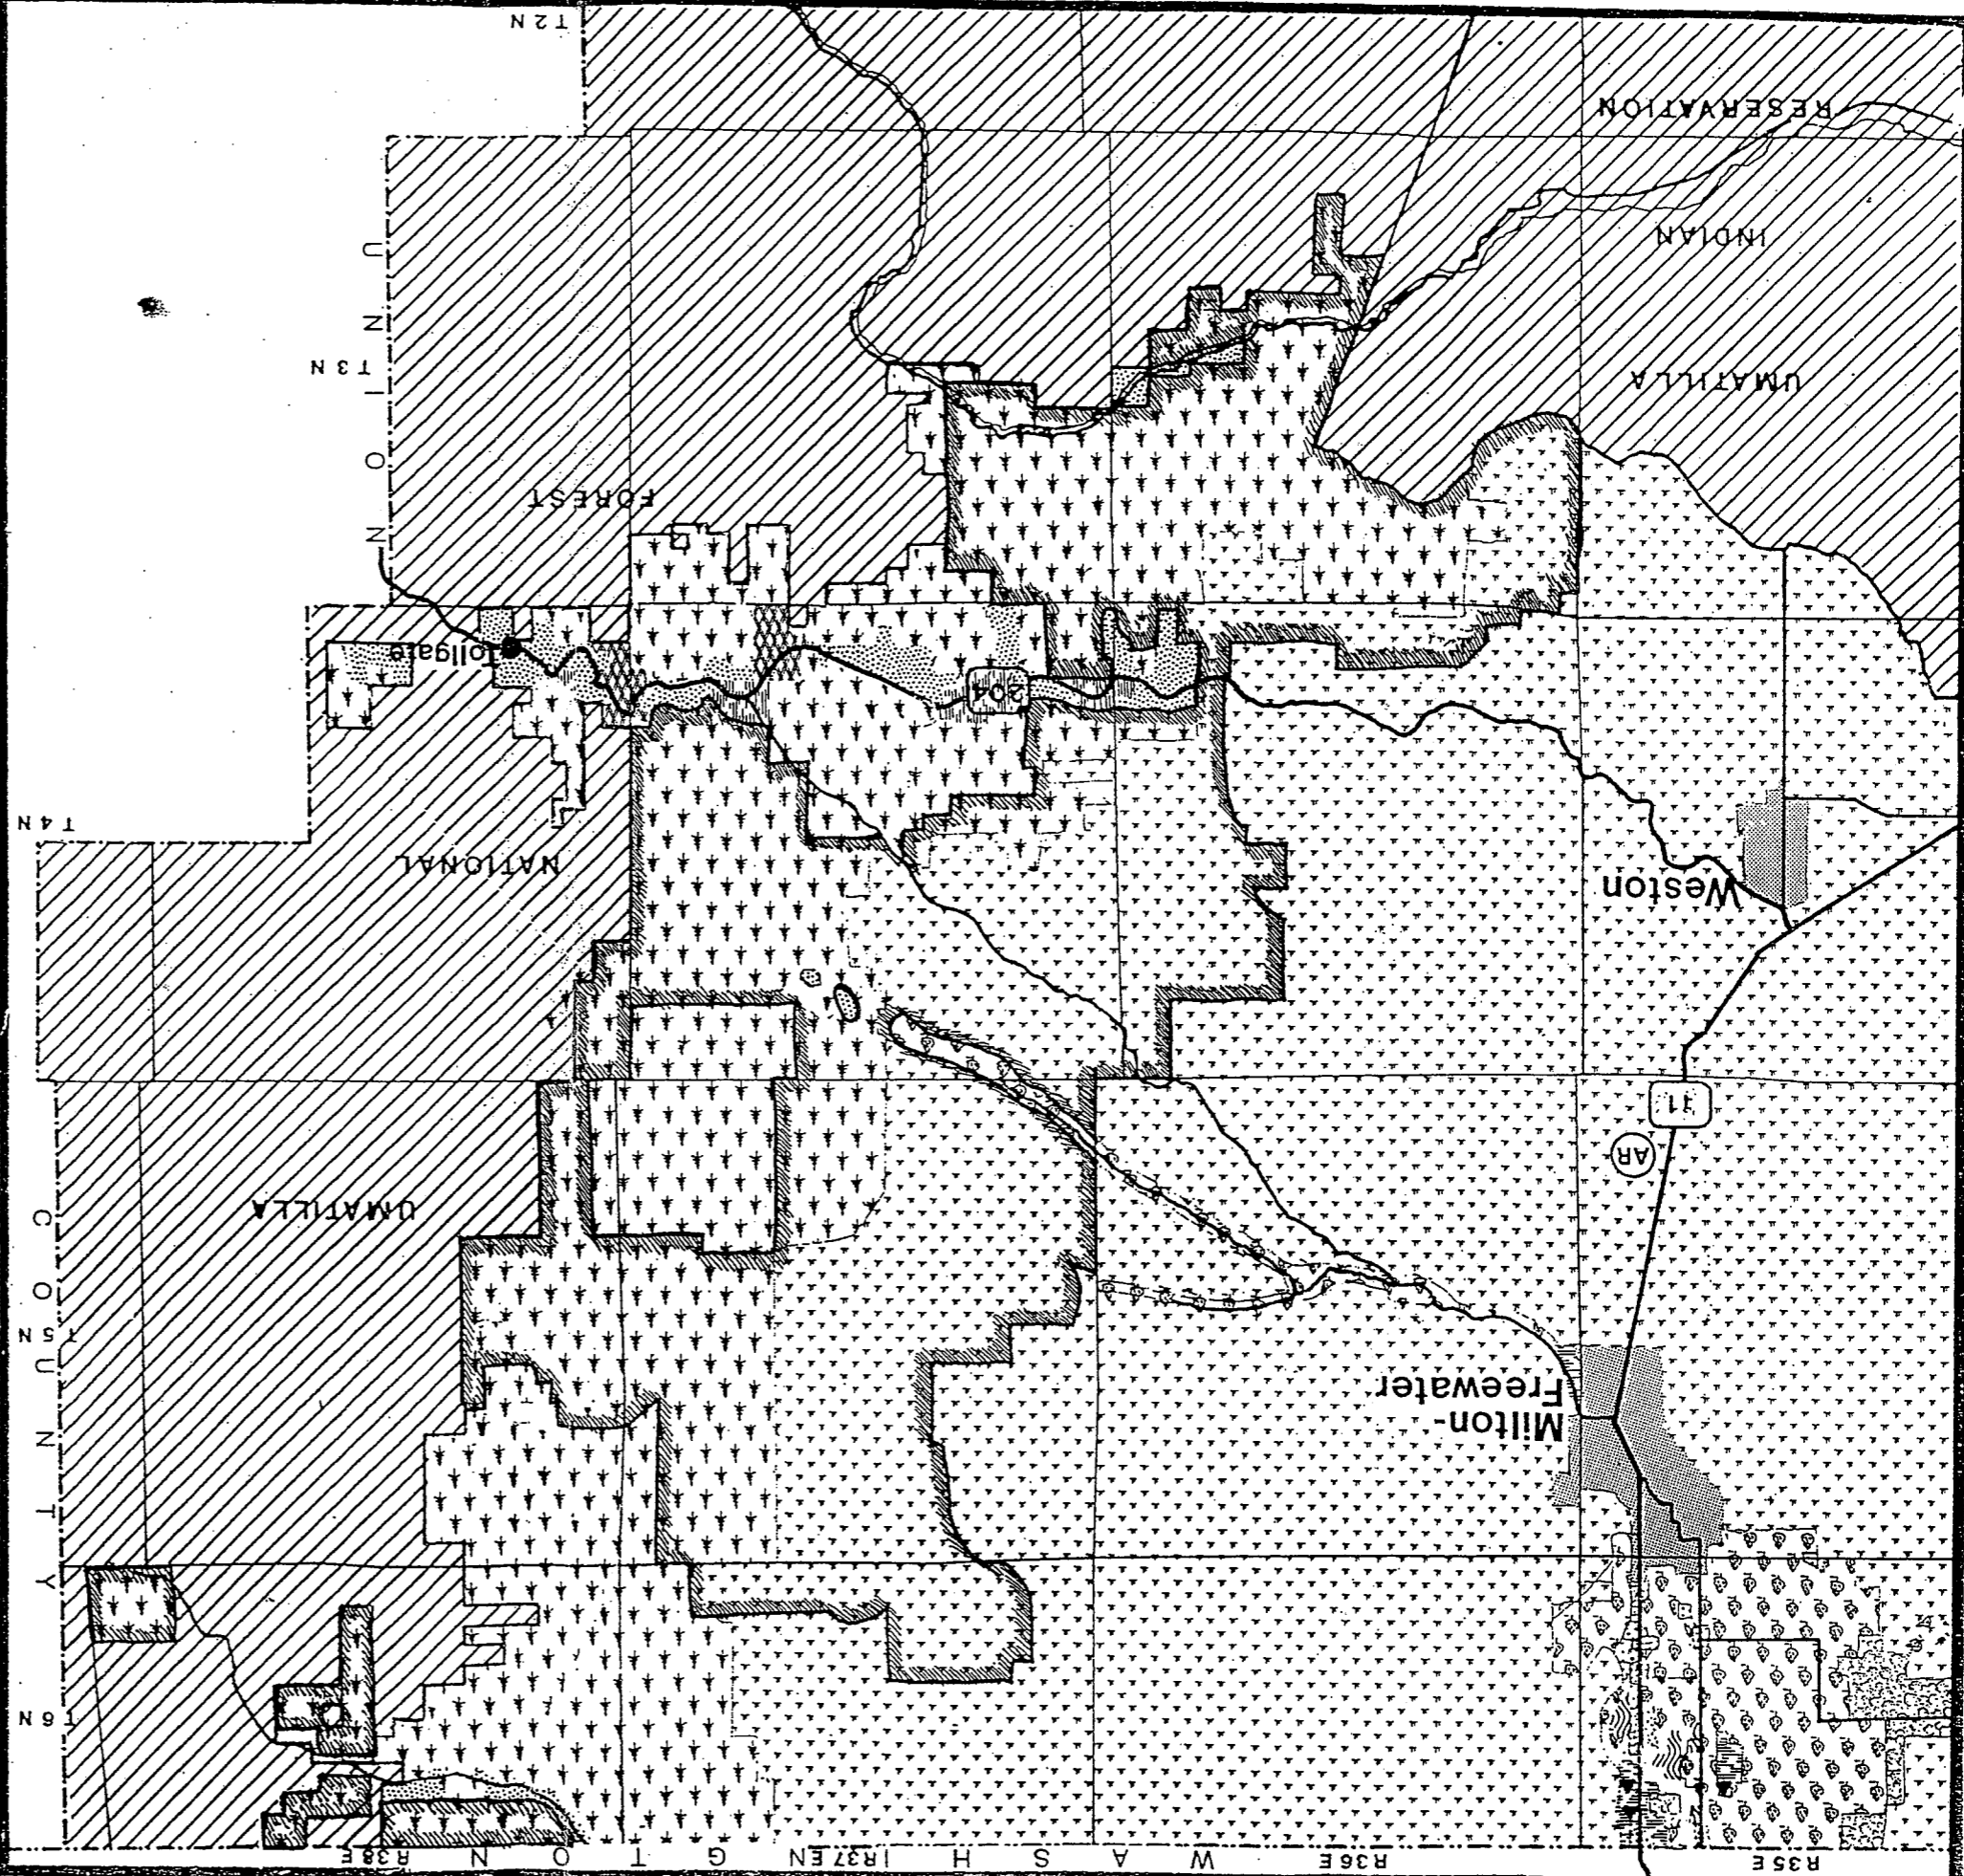 R35 E R36E W A S H I R37E N G T O N R38E
T 6 N
Milton-
Freewater
T 5 N
AR
11
UMATILLA
Weston
NATIONAL
T 4 N
204
Tollgate
FOREST
UMATILLA
T 3 N
INDIAN
RESERVATION
T 2 N
U N I O N
C O U N T Y